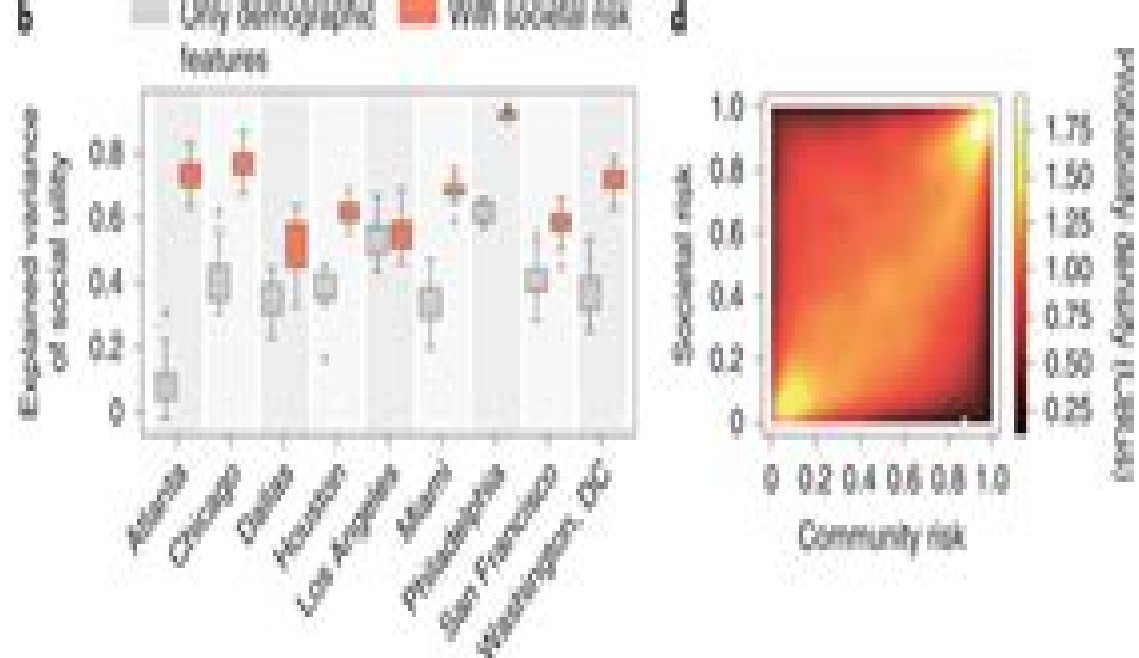 Only demographic
features
With societal risk
Explained variance
of social utility
0.8
0.6
0.4
0.2
0
Atlanta
Chicago
Dallas
Houston
Los Angeles
Miami
Philadelphia
San Francisco
Washington, DC
d
Societal risk
1.0
0.8
0.6
0.4
0.2
0
0 0.2 0.4 0.6 0.8 1.0
Community risk
1.75
1.50
1.25
1.00
0.75
0.50
0.25